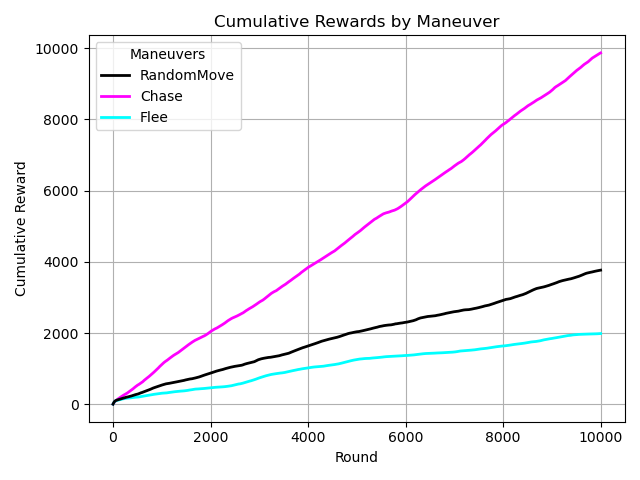 Cumulative Rewards by Maneuver
Maneuvers
RandomMove
Chase
Flee
Cumulative Reward
10000
8000
6000
4000
2000
0
0 2000 4000 6000 8000 10000
Round